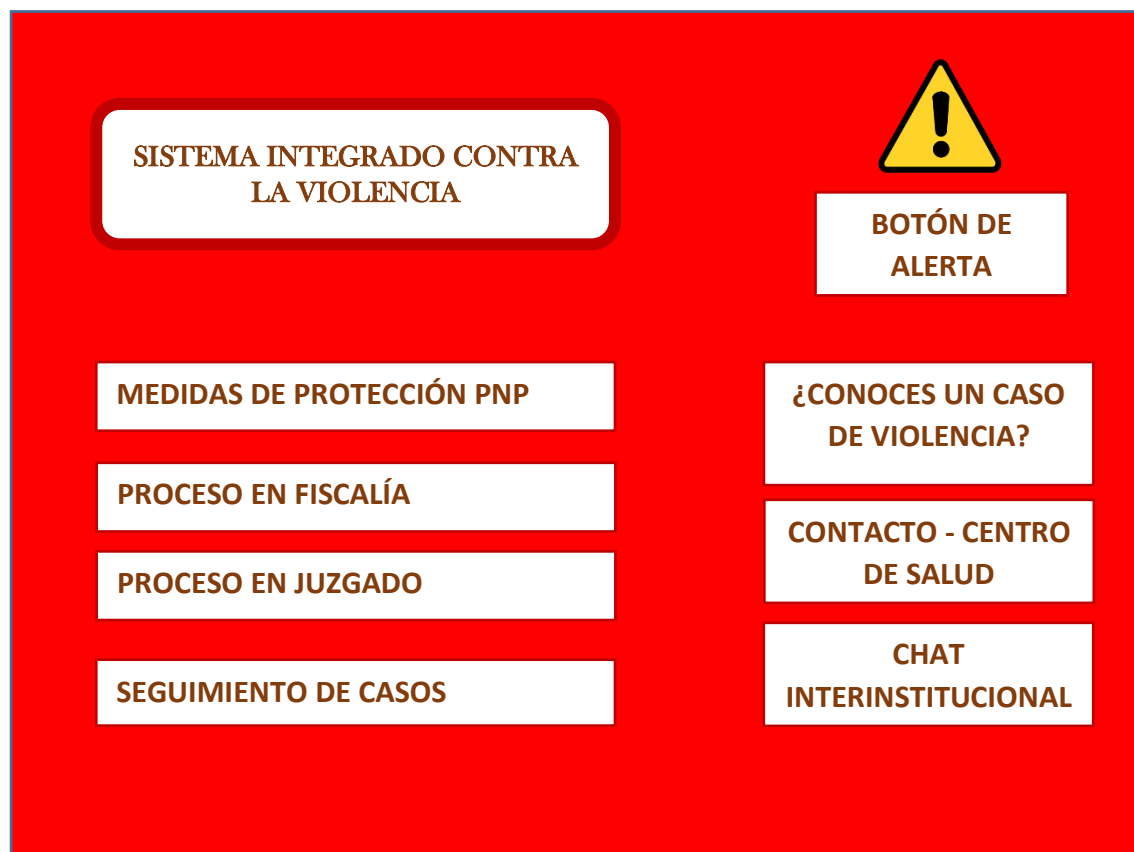 SISTEMA INTEGRADO CONTRA
LA VIOLENCIA
BOTÓN DE
ALERTA
MEDIDAS DE PROTECCIÓN PNP
PROCESO EN FISCALÍA
PROCESO EN JUZGADO
SEGUIMIENTO DE CASOS
¿CONOCES UN CASO
DE VIOLENCIA?
CONTACTO - CENTRO
DE SALUD
CHAT
INTERINSTITUCIONAL